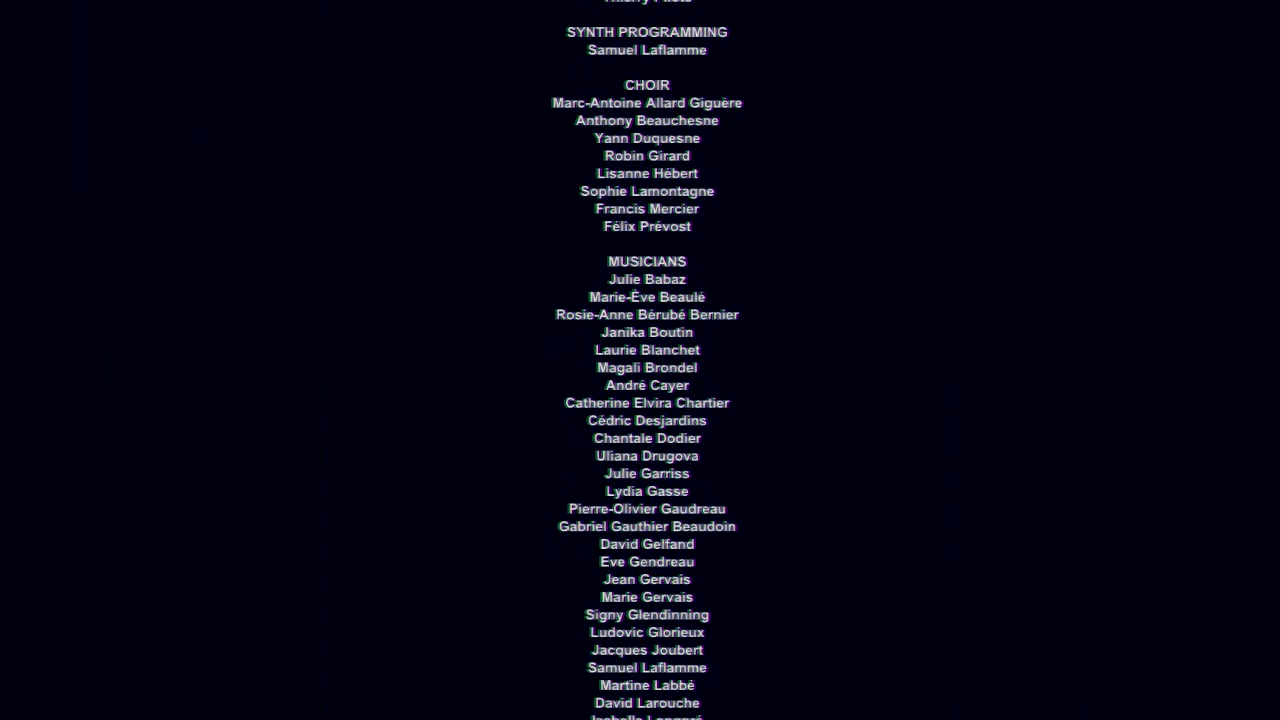 SYNTH PROGRAMMING
Samuel Laflamme
CHOIR
Marc-Antoine Allard Giguère
Anthony Beauchesne
Yann Duquesne
Robin Girard
Lisanne Hébert
Sophie Lamontagne
Francis Mercier
Félix Prévost
MUSICIANS
Julie Babaz
Marie-Ève Beaulé
Rosie-Anne Bérubé Bernier
Janika Boutin
Laurie Blanchet
Magali Brondel
André Cayer
Catherine Elvira Chartier
Cédric Desjardins
Chantale Dodier
Uliana Drugova
Julie Garriss
Lydia Gasse
Pierre-Olivier Gaudreau
Gabriel Gauthier Beaudoin
David Gelfand
Eve Gendreau
Jean Gervais
Marie Gervais
Signy Glendinning
Ludovic Glorieux
Jacques Joubert
Samuel Laflamme
Martine Labbé
David Larouche